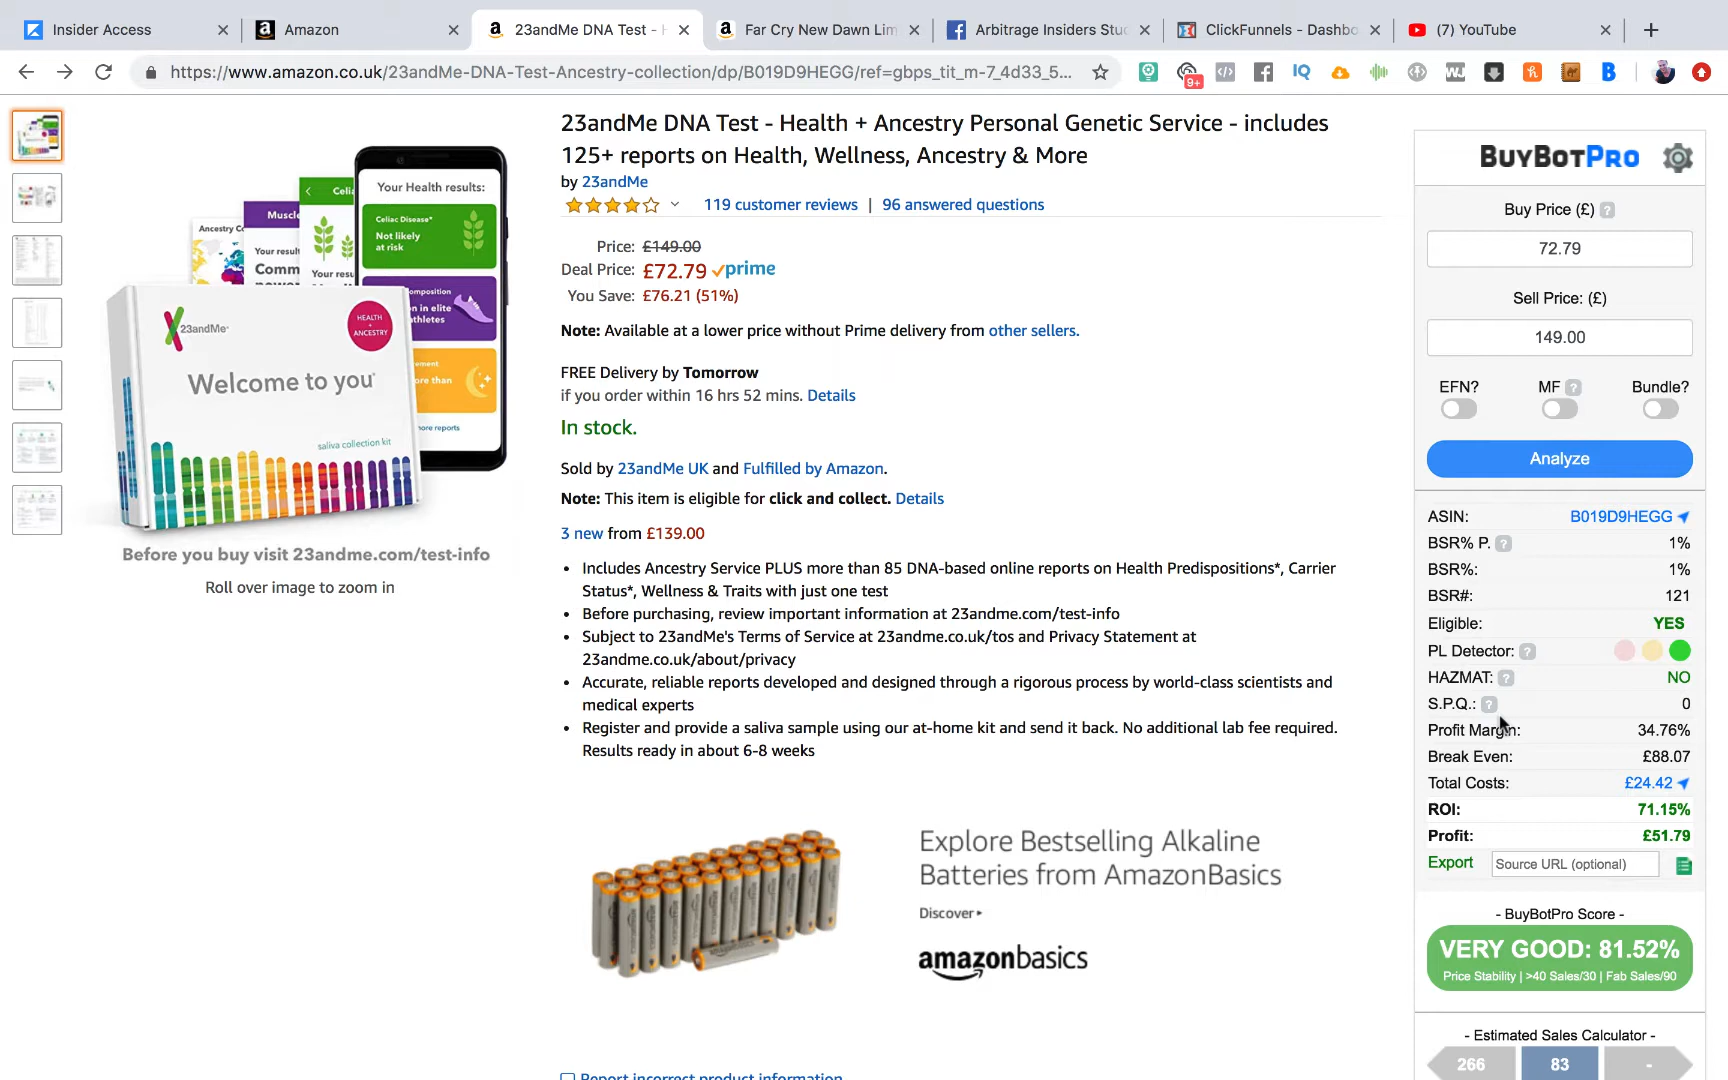 Insider Access
Amazon
23andMe DNA Test - H
Far Cry New Dawn Lim
Arbitrage Insiders Stud
ClickFunnels - Dashbo
(7) YouTube
https://www.amazon.co.uk/23andMe-DNA-Test-Ancestry-collection/dp/B019D9HEGG/ref=gbps_tit_m-7_4d33_5...
9+
IQ
WJ
B
23andMe DNA Test - Health + Ancestry Personal Genetic Service - includes
125+ reports on Health, Wellness, Ancestry & More
by 23andMe
119 customer reviews | 96 answered questions
Price: £149.00
Deal Price: £72.79 prime
You Save: £76.21 (51%)
Note: Available at a lower price without Prime delivery from other sellers.
FREE Delivery by Tomorrow
if you order within 16 hrs 52 mins. Details
In stock.
Sold by 23andMe UK and Fulfilled by Amazon.
Note: This item is eligible for click and collect. Details
3 new from £139.00
• Includes Ancestry Service PLUS more than 85 DNA-based online reports on Health Predispositions*, Carrier
Status*, Wellness & Traits with just one test
• Before purchasing, review important information at 23andme.com/test-info
• Subject to 23andMe's Terms of Service at 23andme.co.uk/tos and Privacy Statement at
23andme.co.uk/about/privacy
• Accurate, reliable reports developed and designed through a rigorous process by world-class scientists and
medical experts
• Register and provide a saliva sample using our at-home kit and send it back. No additional lab fee required.
Results ready in about 6-8 weeks
Your Health results:
Celiac Disease*
Not likely
at risk
Celia
Muscle
Ancestry Co
Your resul
Comm
Your resu
omposition
n in elite
athletes
ement
ore than
ore reports
23andMe
HEALTH
+
ANCESTRY
Welcome to you
saliva collection kit
Before you buy visit 23andme.com/test-info
Roll over image to zoom in
Explore Bestselling Alkaline
Batteries from AmazonBasics
Discover
amazonbasics
Report incorrect product information
BUYBOTPRO
Buy Price (£) ?
72.79
Sell Price: (£)
149.00
EFN? MF ? Bundle?
Analyze
ASIN: B019D9HEGG
BSR% P. ? 1%
BSR%: 1%
BSR#: 121
Eligible: YES
PL Detector: ?
HAZMAT: ? NO
S.P.Q.: ? 0
Profit Margin: 34.76%
Break Even: £88.07
Total Costs: £24.42
ROI: 71.15%
Profit: £51.79
Export Source URL (optional)
- BuyBotPro Score -
VERY GOOD: 81.52%
Price Stability | >40 Sales/30 | Fab Sales/90
- Estimated Sales Calculator -
266 83 -